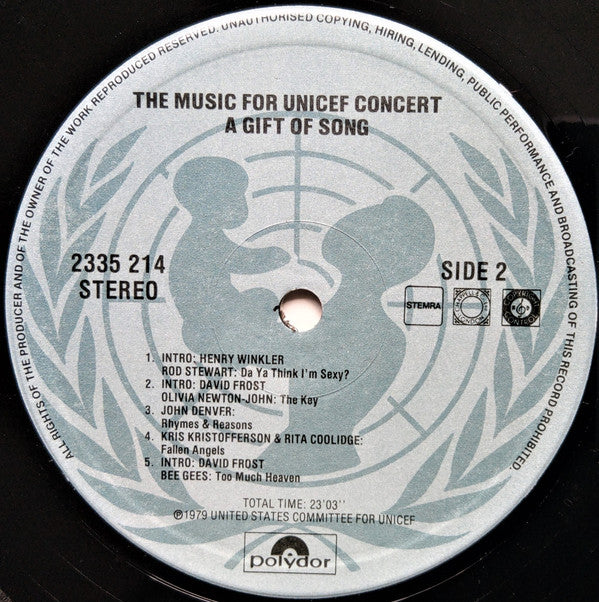 ALL RIGHTS OF THE PRODUCER AND OF THE OWNER OF THE WORK REPRODUCED RESERVED. UNAUTHORISED COPYING, HIRING, LENDING, PUBLIC PERFORMANCE AND BROADCASTING OF THIS RECORD PROHIBITED.
THE MUSIC FOR UNICEF CONCERT
A GIFT OF SONG
2335 214
STEREO
SIDE 2
STEMRA
COPYRIGHT
CONTROL
1. INTRO: HENRY WINKLER
ROD STEWART: Da Ya Think I'm Sexy?
2. INTRO: DAVID FROST
OLIVIA NEWTON-JOHN: The Key
3. JOHN DENVER:
Rhymes & Reasons
4. KRIS KRISTOFFERSON & RITA COOLIDGE:
Fallen Angels
5. INTRO: DAVID FROST
BEE GEES: Too Much Heaven
TOTAL TIME: 23'03''
℗1979 UNITED STATES COMMITTEE FOR UNICEF
polydor